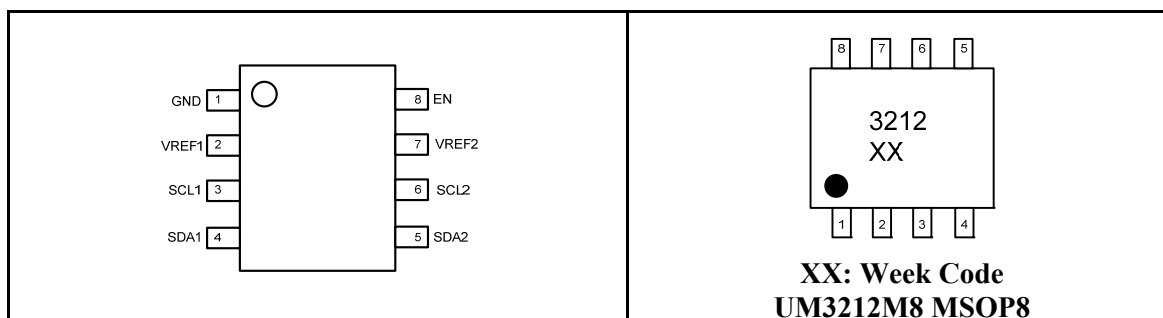 GND 1 8 EN
VREF1 2 7 VREF2
SCL1 3 6 SCL2
SDA1 4 5 SDA2
8 7 6 5
3212
XX
1 2 3 4
XX: Week Code
UM3212M8 MSOP8